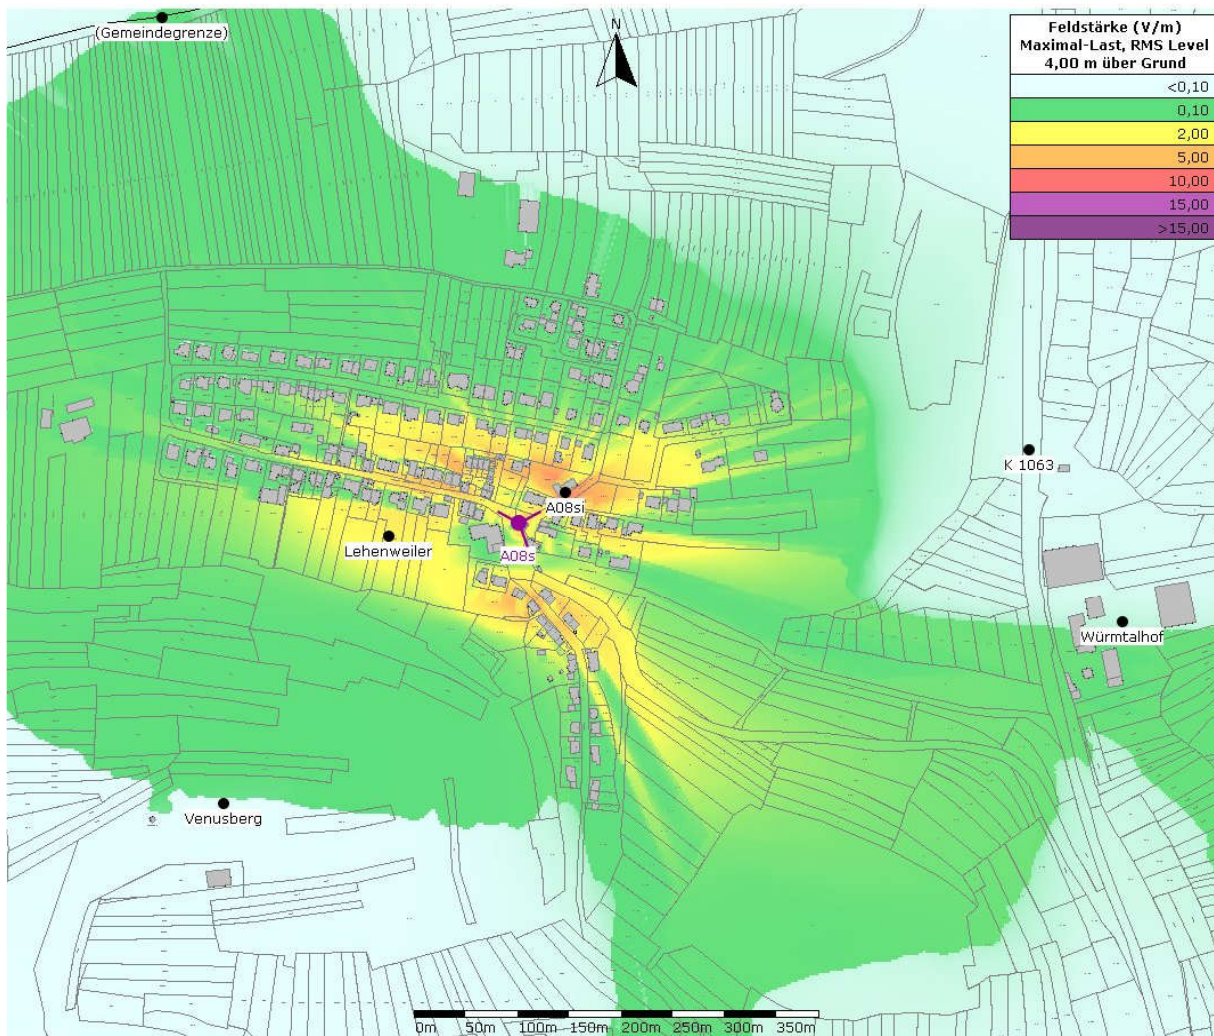 (Gemeindegrenze)
N
Feldstärke (V/m)
Maximal-Last, RMS Level
4,00 m über Grund
<0,10
0,10
2,00
5,00
10,00
15,00
>15,00
K 1063
A08si
Lehenweiler
A08s
Würmtalhof
Venusberg
0m 50m 100m 150m 200m 250m 300m 350m